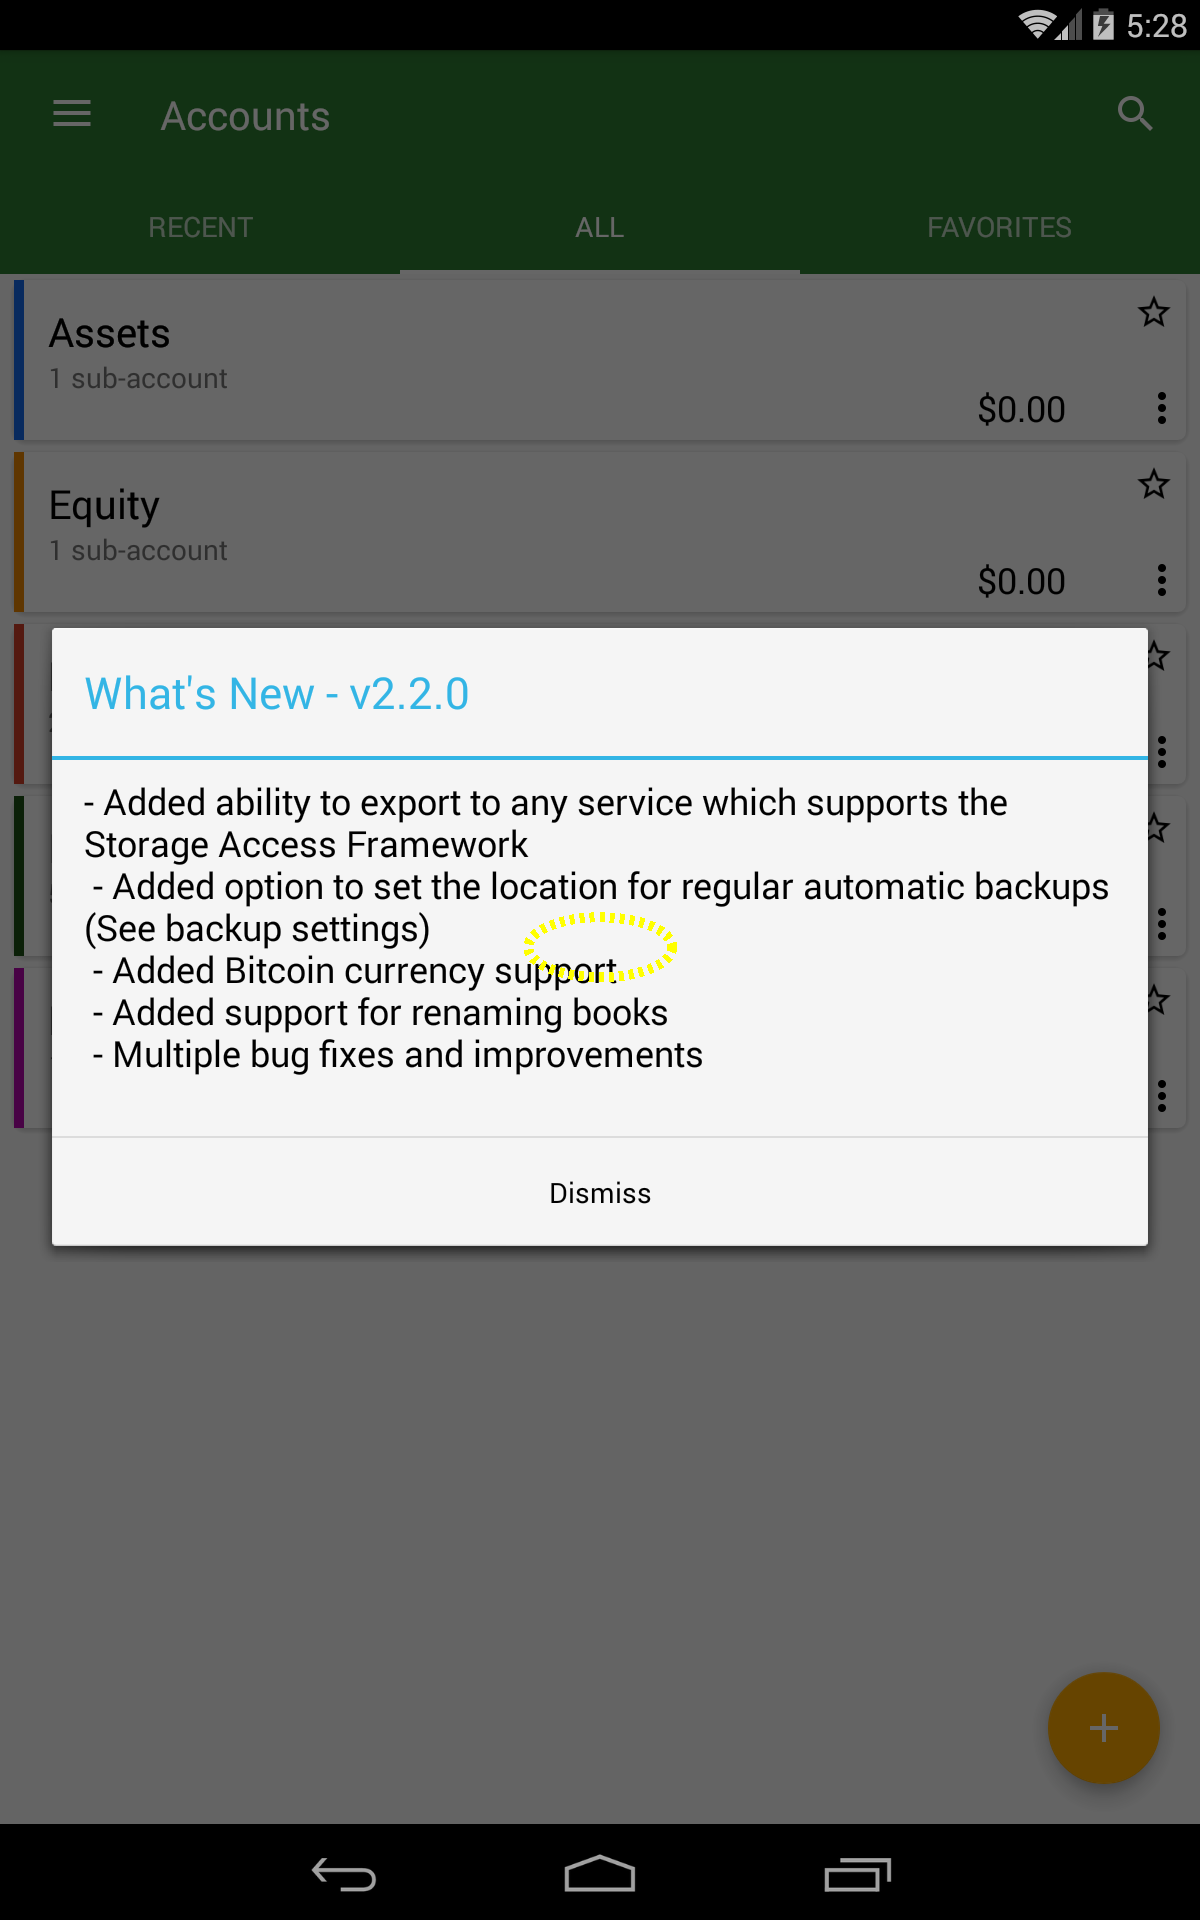 5:28
Accounts
RECENT
ALL
FAVORITES
Assets
1 sub-account
$0.00
Equity
1 sub-account
$0.00
What's New - v2.2.0
- Added ability to export to any service which supports the
Storage Access Framework
- Added option to set the location for regular automatic backups
(See backup settings)
- Added Bitcoin currency support
- Added support for renaming books
- Multiple bug fixes and improvements
Dismiss